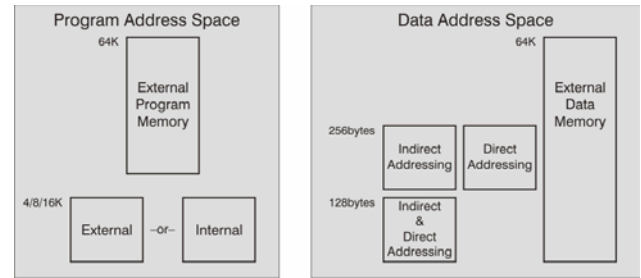 Program Address Space
64K
External
Program
Memory
4/8/16K
External
–or–
Internal
Data Address Space
64K
External
Data
Memory
256bytes
Indirect
Addressing
Direct
Addressing
128bytes
Indirect
&
Direct
Addressing